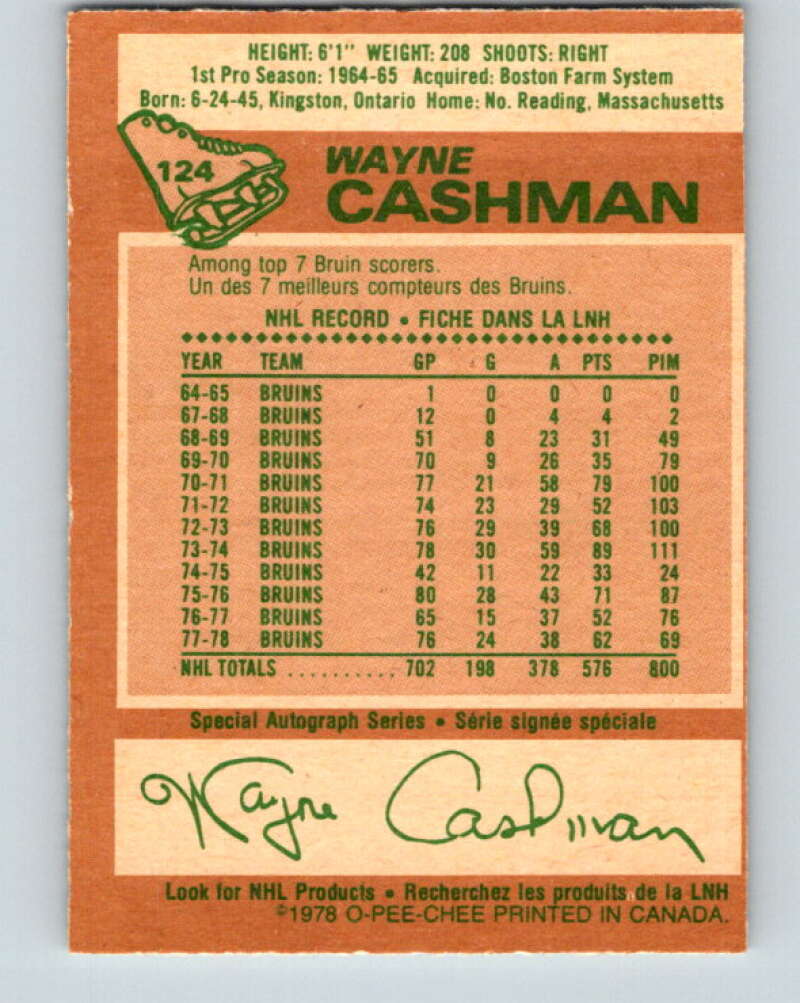 HEIGHT: 6'1" WEIGHT: 208 SHOOTS: RIGHT
1st Pro Season: 1964-65 Acquired: Boston Farm System
Born: 6-24-45, Kingston, Ontario Home: No. Reading, Massachusetts
124
WAYNE
CASHMAN
Among top 7 Bruin scorers.
Un des 7 meilleurs compteurs des Bruins.
NHL RECORD • FICHE DANS LA LNH
YEAR TEAM GP G A PTS PIM
64-65 BRUINS 1 0 0 0 0
67-68 BRUINS 12 0 4 4 2
68-69 BRUINS 51 8 23 31 49
69-70 BRUINS 70 9 26 35 79
70-71 BRUINS 77 21 58 79 100
71-72 BRUINS 74 23 29 52 103
72-73 BRUINS 76 29 39 68 100
73-74 BRUINS 78 30 59 89 111
74-75 BRUINS 42 11 22 33 24
75-76 BRUINS 80 28 43 71 87
76-77 BRUINS 65 15 37 52 76
77-78 BRUINS 76 24 38 62 69
NHL TOTALS .......... 702 198 378 576 800
Special Autograph Series • Série signée spéciale
Wayne Cashman
Look for NHL Products • Recherchez les produits de la LNH
©1978 O-PEE-CHEE PRINTED IN CANADA.